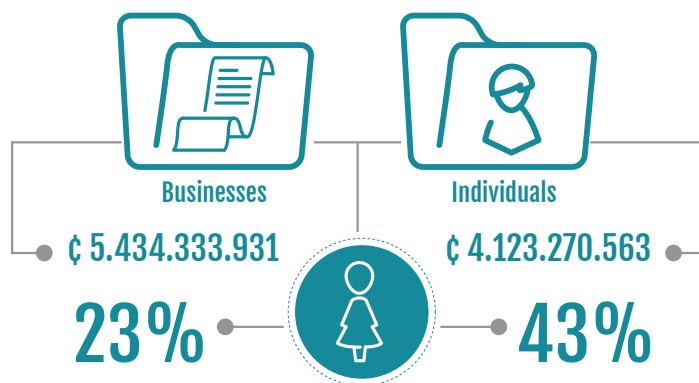 Businesses
Individuals
₵ 5.434.333.931
₵ 4.123.270.563
23%
43%